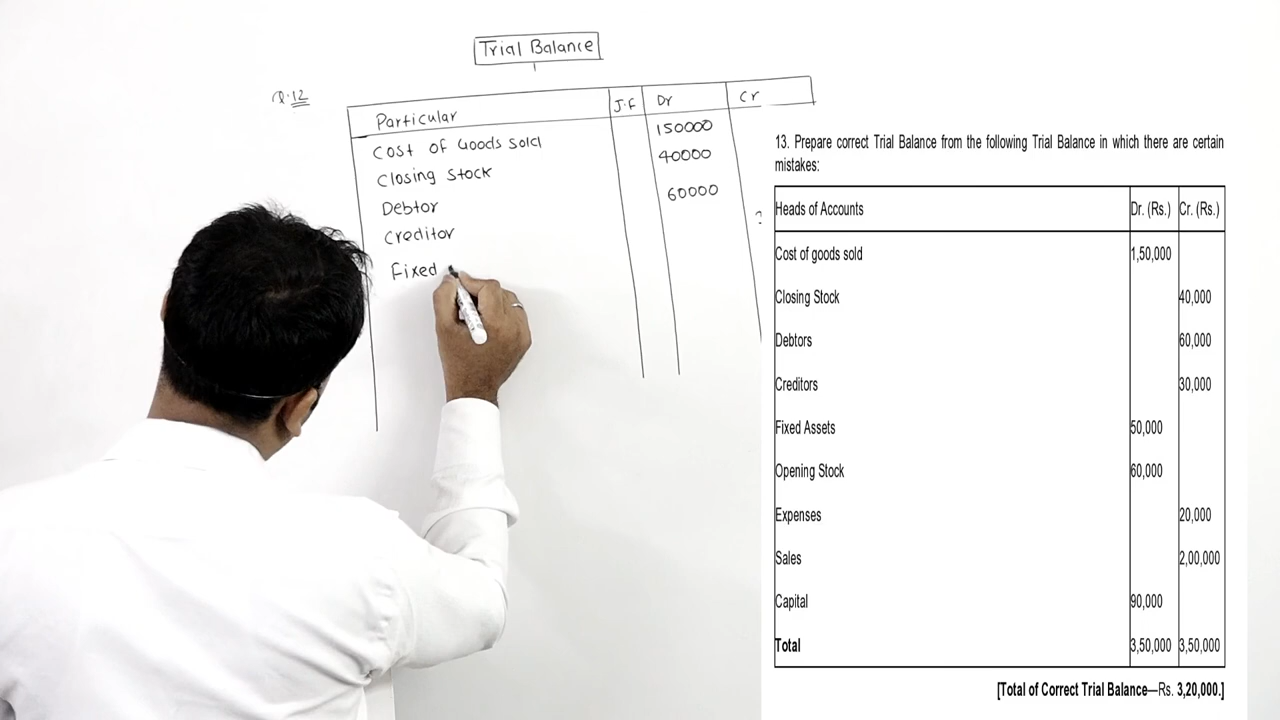 Trial Balance
Q.12
Particular J.F Dr Cr
Cost of Goods Sold 150000
Closing Stock 40000
Debtor 60000
Creditor
Fixed
?
13. Prepare correct Trial Balance from the following Trial Balance in which there are certain
mistakes:
Heads of Accounts Dr. (Rs.) Cr. (Rs.)
Cost of goods sold 1,50,000
Closing Stock 40,000
Debtors 60,000
Creditors 30,000
Fixed Assets 50,000
Opening Stock 60,000
Expenses 20,000
Sales 2,00,000
Capital 90,000
Total 3,50,000 3,50,000
[Total of Correct Trial Balance—Rs. 3,20,000.]